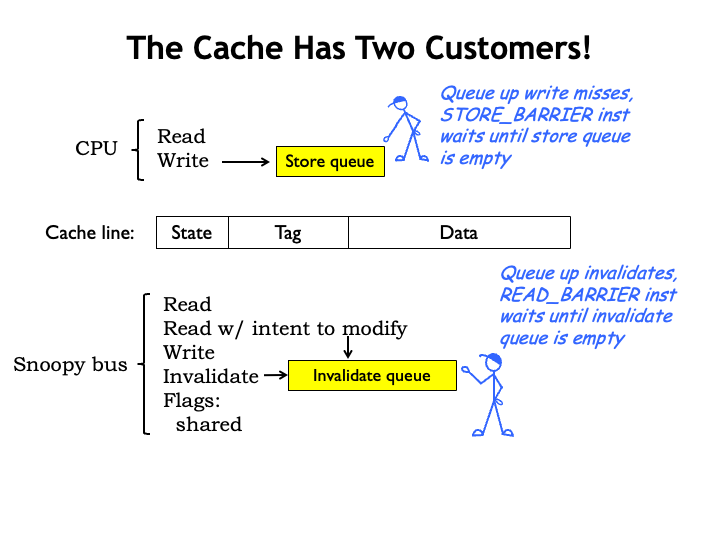 The Cache Has Two Customers!
Queue up write misses,
STORE_BARRIER inst
waits until store queue
is empty
CPU
Read
Write
Store queue
Cache line:
State
Tag
Data
Queue up invalidates,
READ_BARRIER inst
waits until invalidate
queue is empty
Snoopy bus
Read
Read w/ intent to modify
Write
Invalidate
Invalidate queue
Flags:
shared